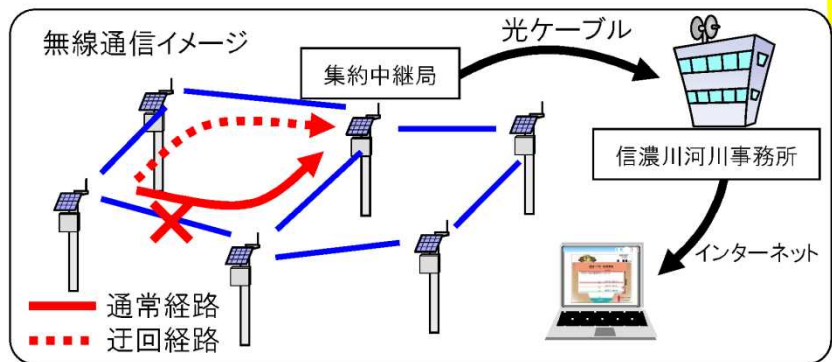 無線通信イメージ
光ケーブル
集約中継局
信濃川河川事務所
インターネット
通常経路
迂回経路